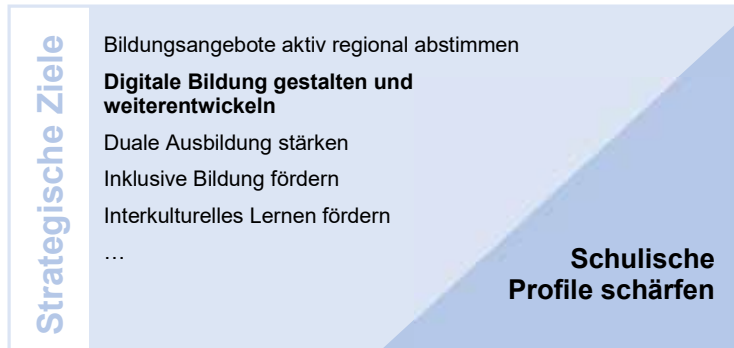 Strategische Ziele
Bildungsangebote aktiv regional abstimmen
Digitale Bildung gestalten und
weiterentwickeln
Duale Ausbildung stärken
Inklusive Bildung fördern
Interkulturelles Lernen fördern
…
Schulische
Profile schärfen